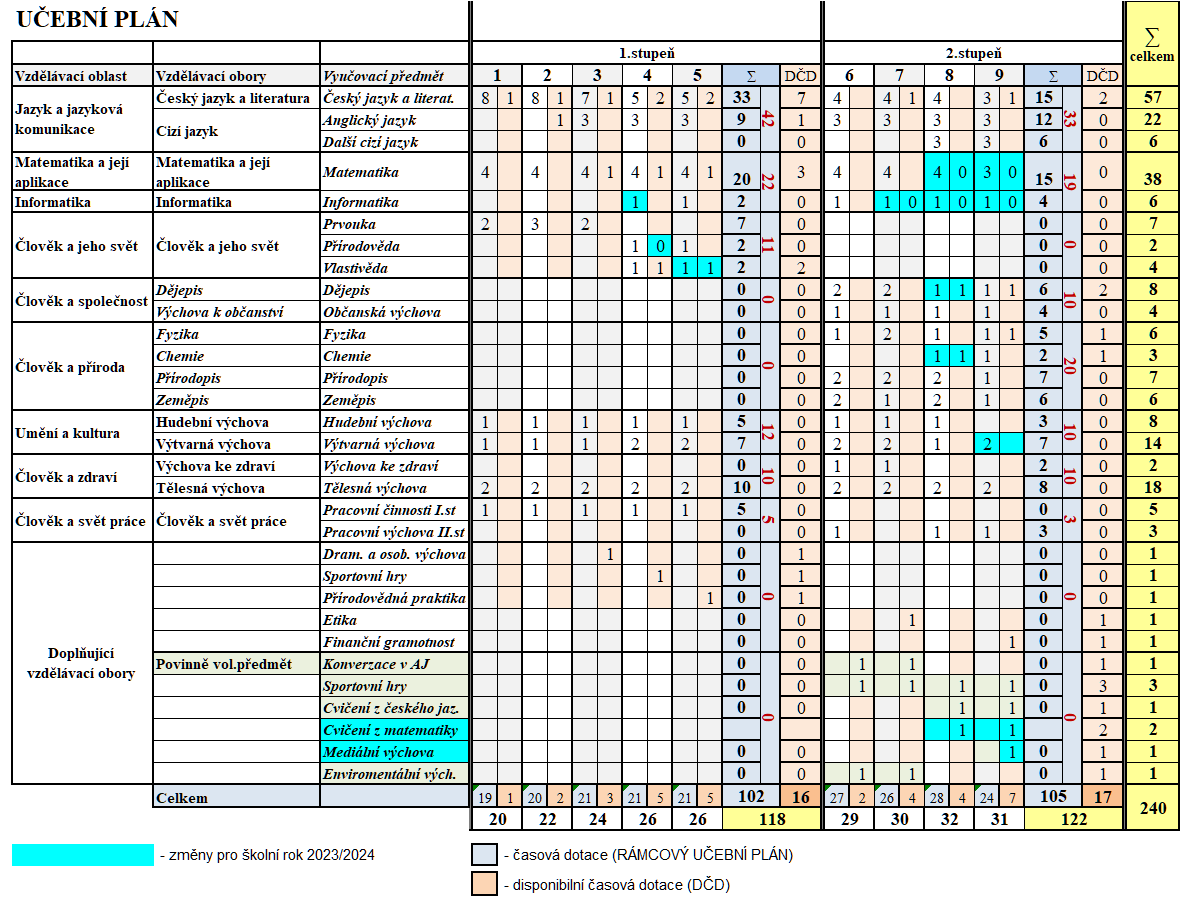 UČEBNÍ PLÁN
1.stupeň 2.stupeň ∑ celkem
Vzdělávací oblast Vzdělávací obory Vyučovací předmět 1 2 3 4 5 ∑ DČD 6 7 8 9 ∑ DČD
Jazyk a jazyková komunikace Český jazyk a literatura Český jazyk a literat. 8 1 8 1 7 1 5 2 5 2 33 42 7 4 4 1 4 3 1 15 33 2 57
Cizí jazyk Anglický jazyk 1 3 3 3 9 1 3 3 3 3 12 0 22
Další cizí jazyk 0 0 3 3 6 0 6
Matematika a její aplikace Matematika a její aplikace Matematika 4 4 4 1 4 1 4 1 20 22 3 4 4 4 0 3 0 15 19 0 38
Informatika Informatika Informatika 1 1 2 0 1 1 0 1 0 1 0 4 0 6
Člověk a jeho svět Člověk a jeho svět Prvouka 2 3 2 7 11 0 0 0 0 7
Přírodověda 1 0 1 2 0 0 0 2
Vlastivěda 1 1 1 1 2 2 0 0 4
Člověk a společnost Dějepis Dějepis 0 0 0 2 2 1 1 1 1 6 10 2 8
Výchova k občanství Občanská výchova 0 0 1 1 1 1 4 0 4
Člověk a příroda Fyzika Fyzika 0 0 0 1 2 1 1 1 5 20 1 6
Chemie Chemie 0 0 1 1 1 2 1 3
Přírodopis Přírodopis 0 0 2 2 2 1 7 0 7
Zeměpis Zeměpis 0 0 2 1 2 1 6 0 6
Umění a kultura Hudební výchova Hudební výchova 1 1 1 1 1 5 12 0 1 1 1 3 10 0 8
Výtvarná výchova Výtvarná výchova 1 1 1 2 2 7 0 2 2 1 2 7 0 14
Člověk a zdraví Výchova ke zdraví Výchova ke zdraví 0 10 0 1 1 2 10 0 2
Tělesná výchova Tělesná výchova 2 2 2 2 2 10 0 2 2 2 2 8 0 18
Člověk a svět práce Člověk a svět práce Pracovní činnosti I.st 1 1 1 1 1 5 5 0 0 3 0 5
Pracovní výchova II.st 0 0 1 1 1 3 0 3
Doplňující vzdělávací obory Dram. a osob. výchova 1 0 0 1 0 0 0 1
Sportovní hry 1 0 1 0 0 1
Přírodovědná praktika 1 0 1 0 0 1
Etika 0 0 1 0 1 1
Finanční gramotnost 0 0 1 0 1 1
Povinně vol.předmět Konverzace v AJ 0 0 0 1 1 0 0 1 1
Sportovní hry 0 0 1 1 1 1 0 3 3
Cvičení z českého jaz. 0 0 1 1 0 1 1
Cvičení z matematiky 1 1 2 2
Mediální výchova 0 0 1 0 1 1
Enviromentální vých. 0 0 1 1 0 1 1
Celkem 19 1 20 2 21 3 21 5 21 5 102 16 27 2 26 4 28 4 24 7 105 17 240
20 22 24 26 26 118 29 30 32 31 122
- změny pro školní rok 2023/2024 - časová dotace (RÁMCOVÝ UČEBNÍ PLÁN)
- disponibilní časová dotace (DČD)